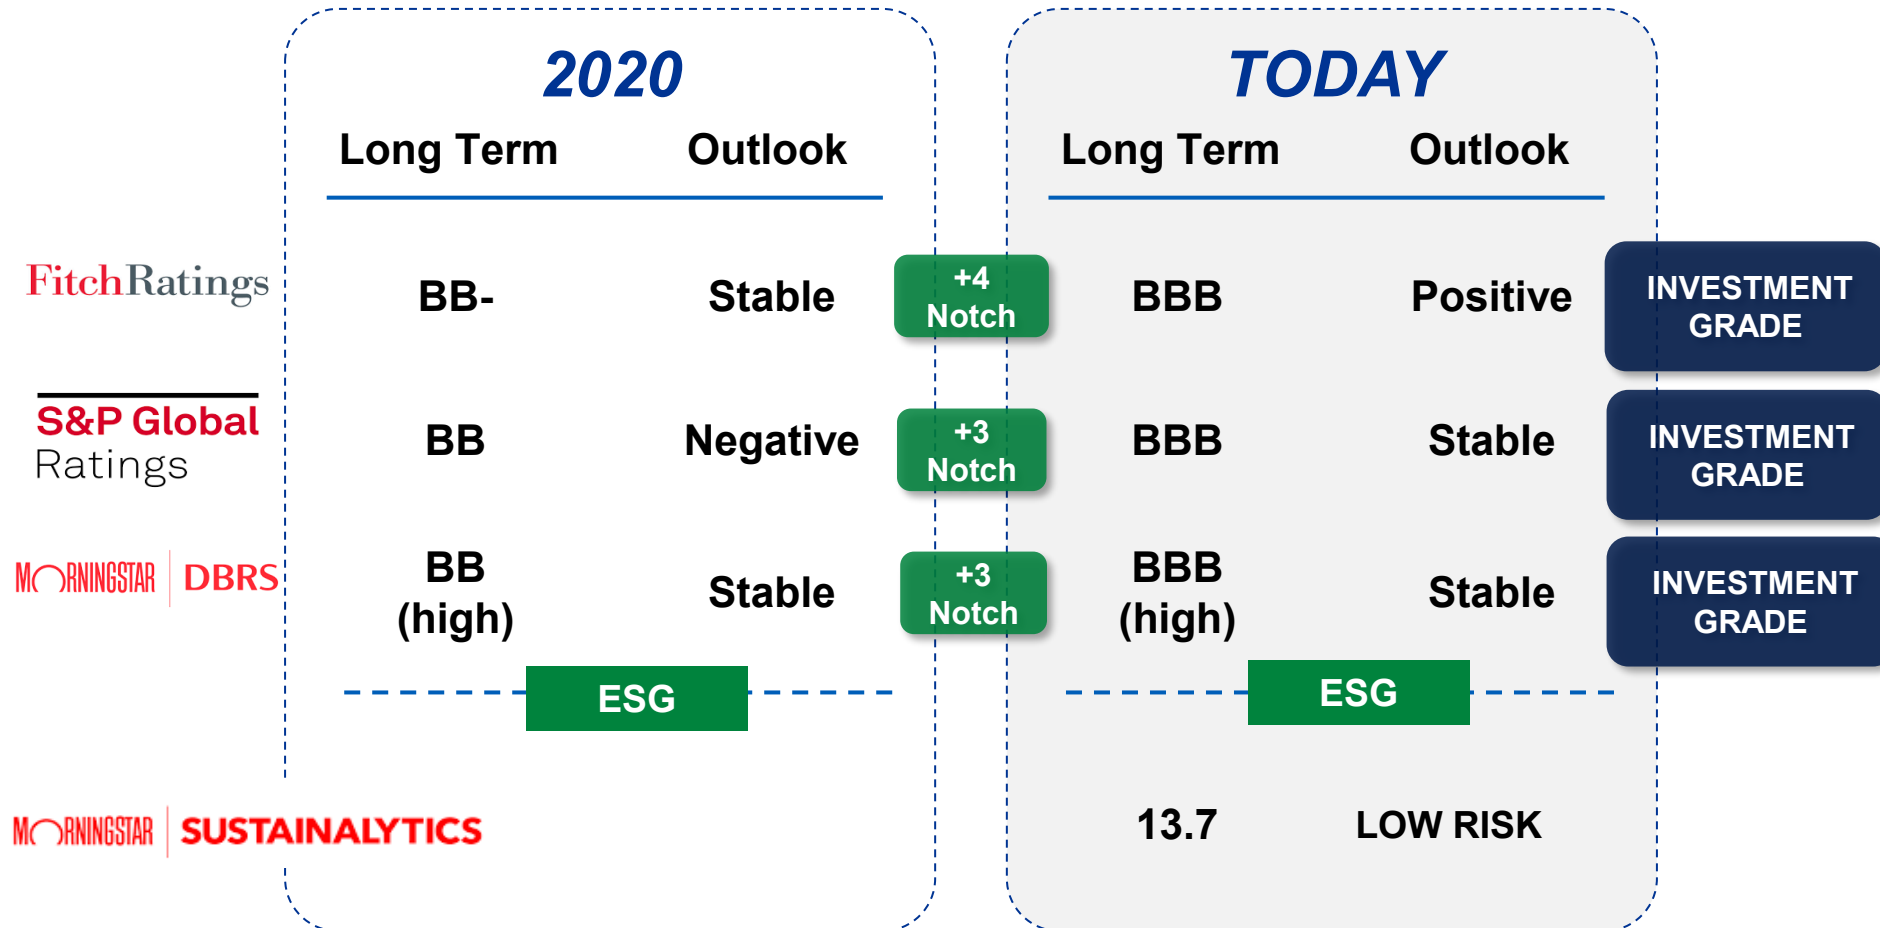 2020
TODAY
Long Term Outlook
Long Term Outlook
FitchRatings
BB- Stable
+4
Notch
BBB Positive
INVESTMENT
GRADE
S&P Global
Ratings
BB Negative
+3
Notch
BBB Stable
INVESTMENT
GRADE
MORNINGSTAR DBRS
BB
(high)
Stable
+3
Notch
BBB
(high)
Stable
INVESTMENT
GRADE
ESG
ESG
MORNINGSTAR SUSTAINALYTICS
13.7 LOW RISK